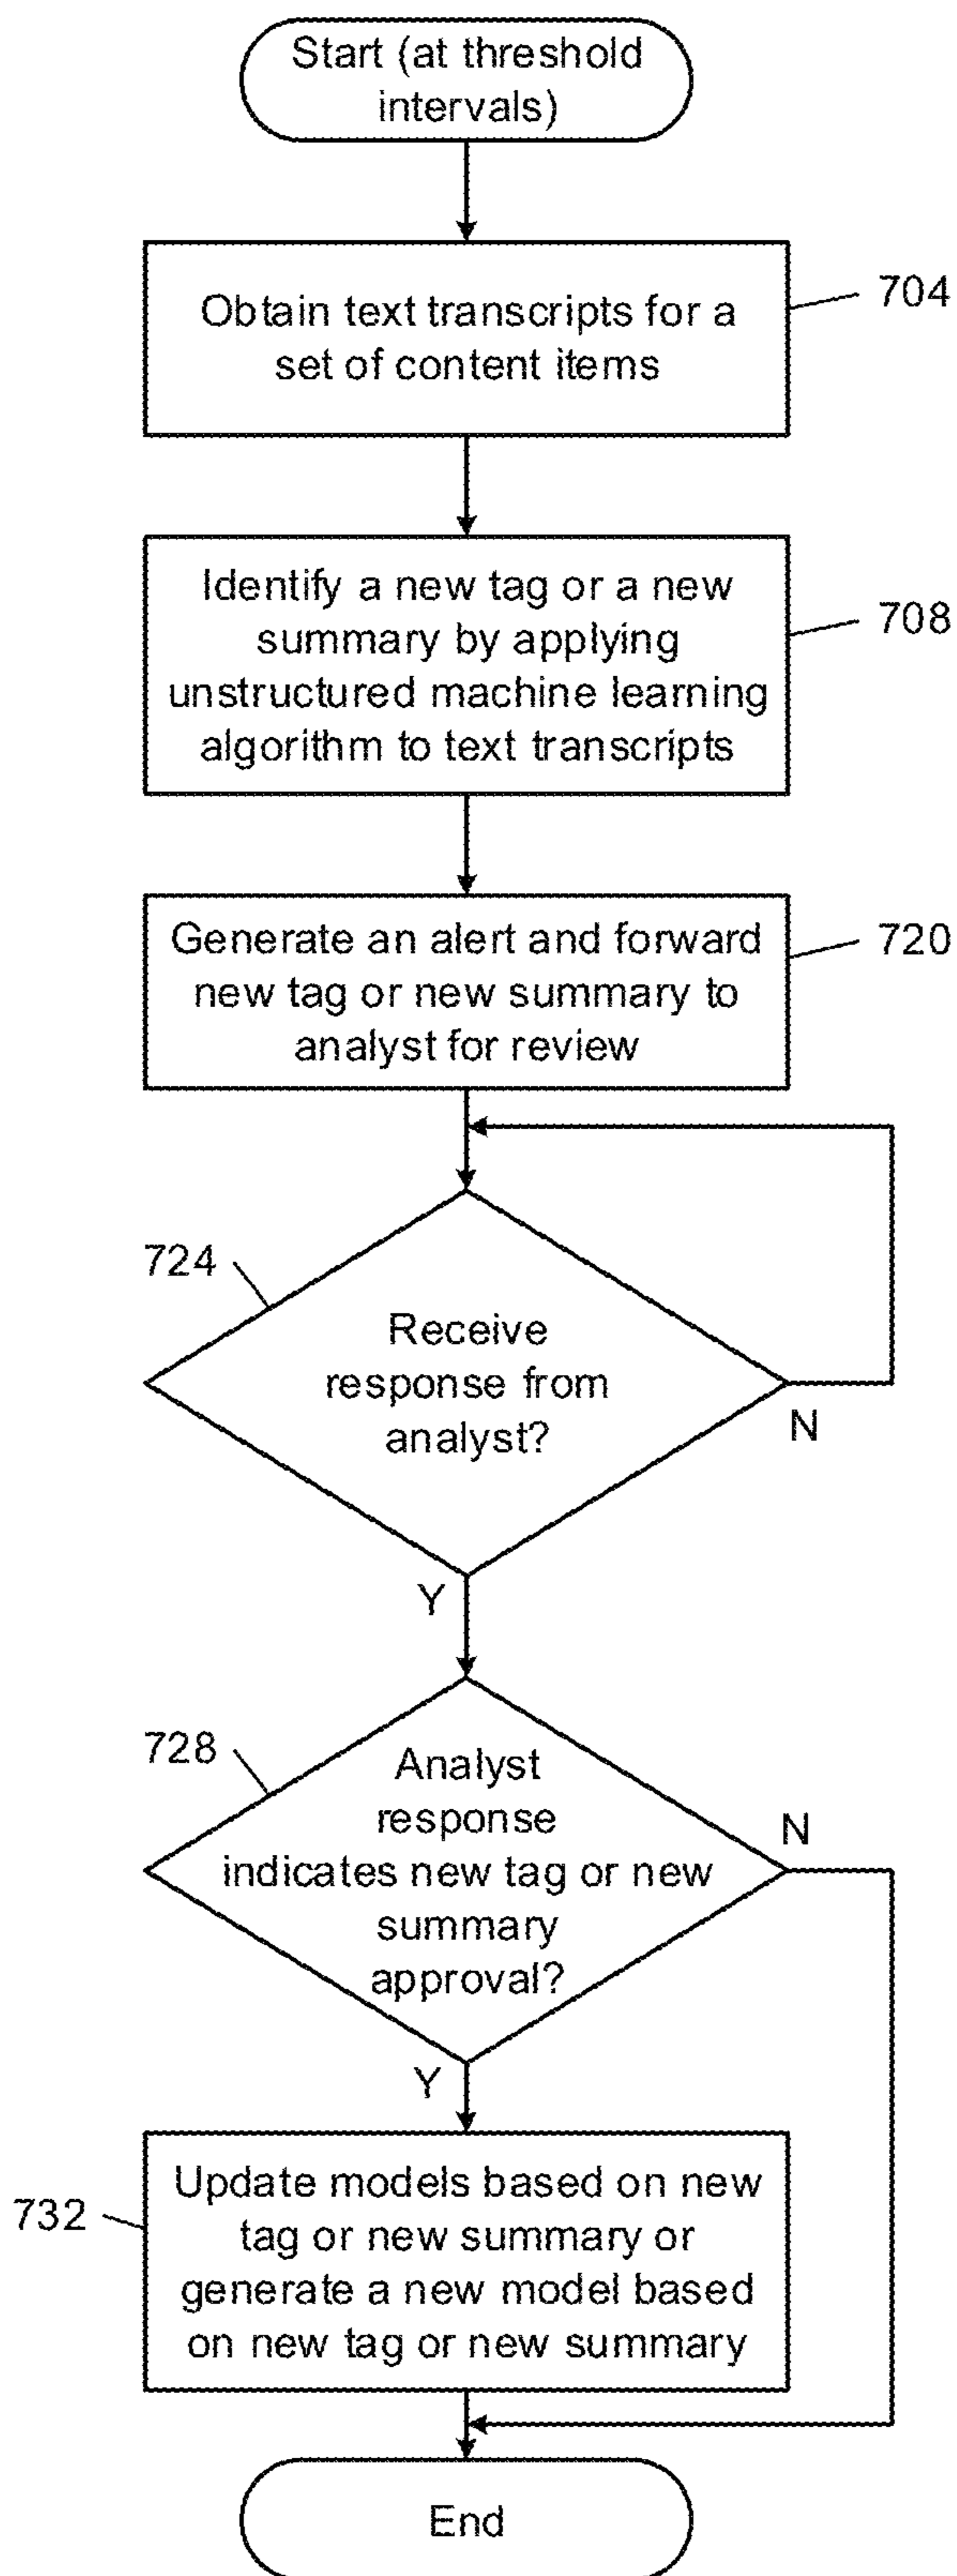 Start (at threshold
intervals)
Obtain text transcripts for a
set of content items
704
Identify a new tag or a new
summary by applying
unstructured machine learning
algorithm to text transcripts
708
Generate an alert and forward
new tag or new summary to
analyst for review
720
724
Receive
response from
analyst?
N
Y
728
Analyst
response
indicates new tag or new
summary
approval?
N
Y
732
Update models based on new
tag or new summary or
generate a new model based
on new tag or new summary
End